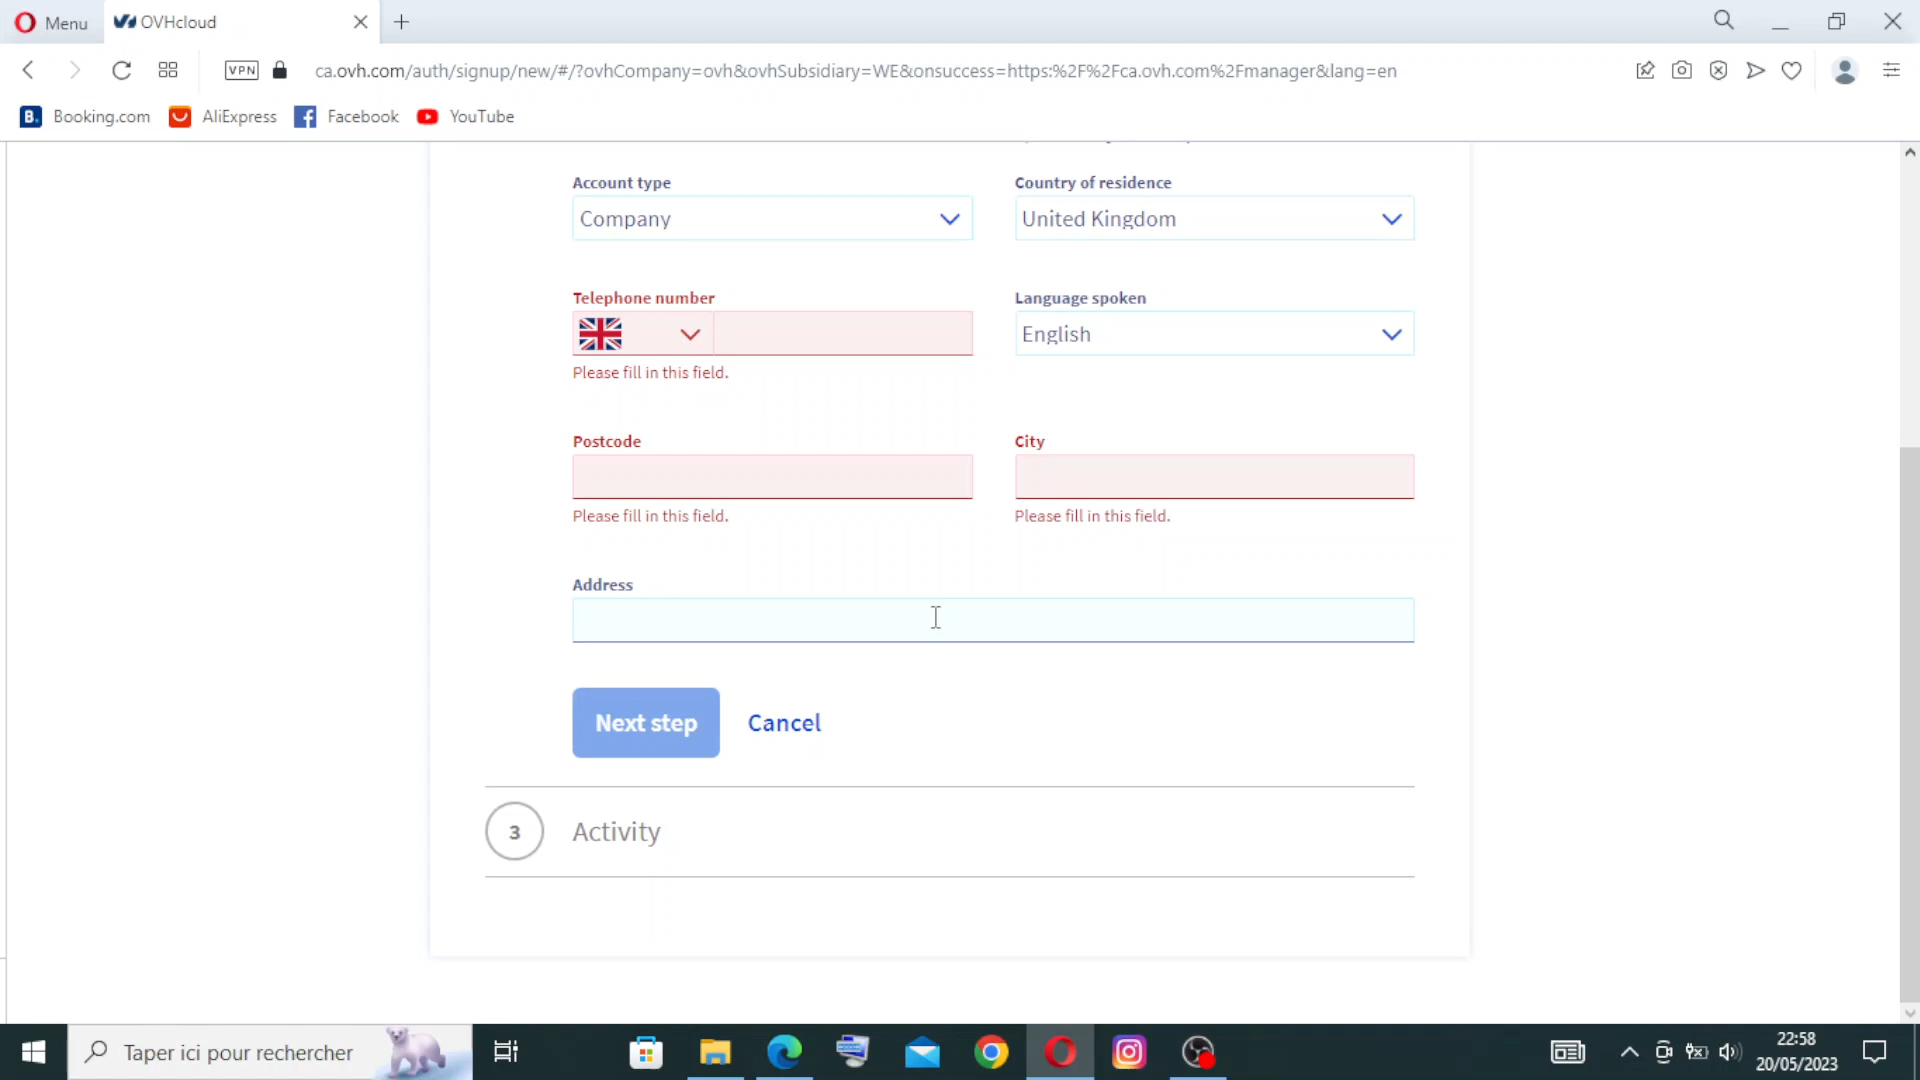 Menu
OVHcloud
VPN
ca.ovh.com/auth/signup/new/#/?ovhCompany=ovh&ovhSubsidiary=WE&onsuccess=https:%2F%2Fca.ovh.com%2Fmanager&lang=en
B. Booking.com
AliExpress
Facebook
YouTube
Account type
Country of residence
Company
United Kingdom
Telephone number
Language spoken
English
Please fill in this field.
Postcode
City
Please fill in this field.
Please fill in this field.
Address
Next step
Cancel
3
Activity
Taper ici pour rechercher
22:58
20/05/2023